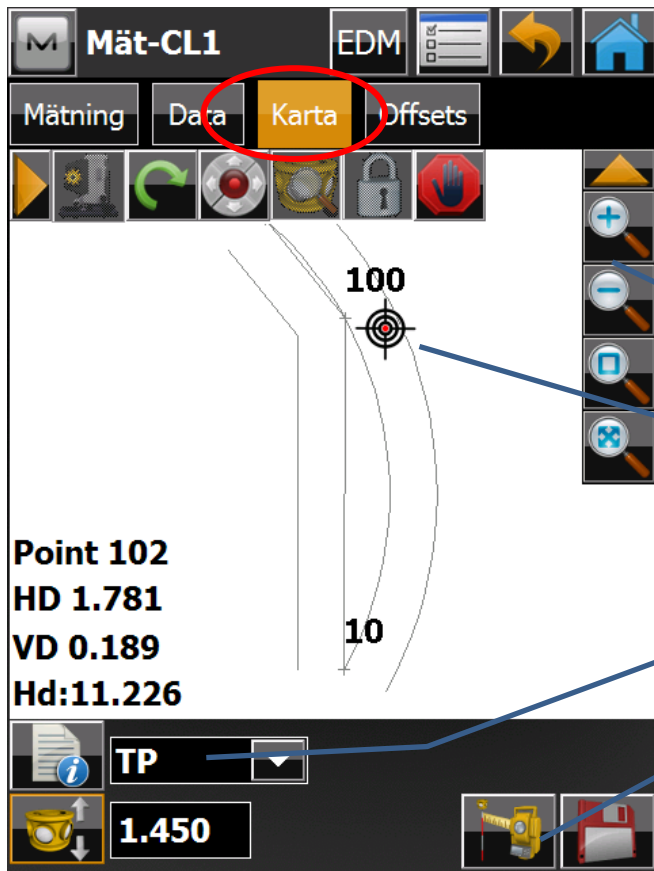 Mät-CL1 EDM
Mätning Data Karta Offsets
100
Point 102
HD 1.781
VD 0.189
10
Hd:11.226
TP
1.450